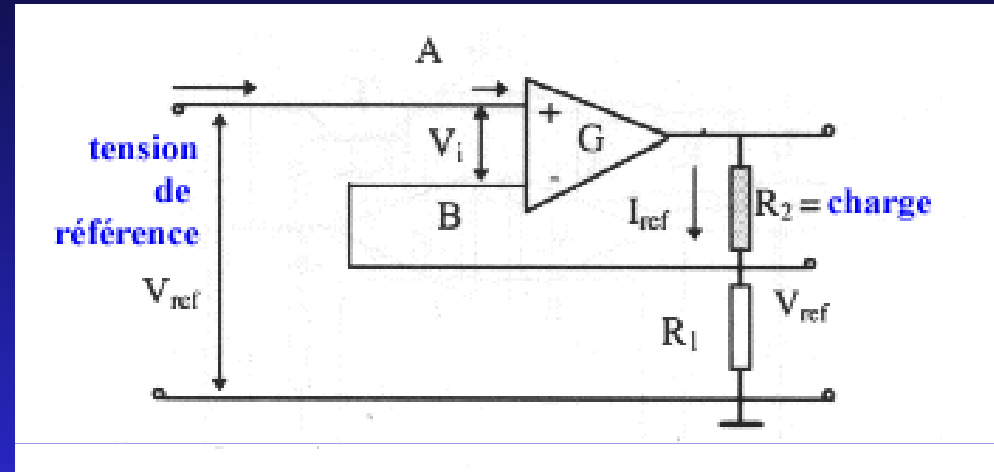 A
tension
de
référence
V_ref
V_i
B
+
-
G
I_ref
R_2 = charge
R_1
V_ref